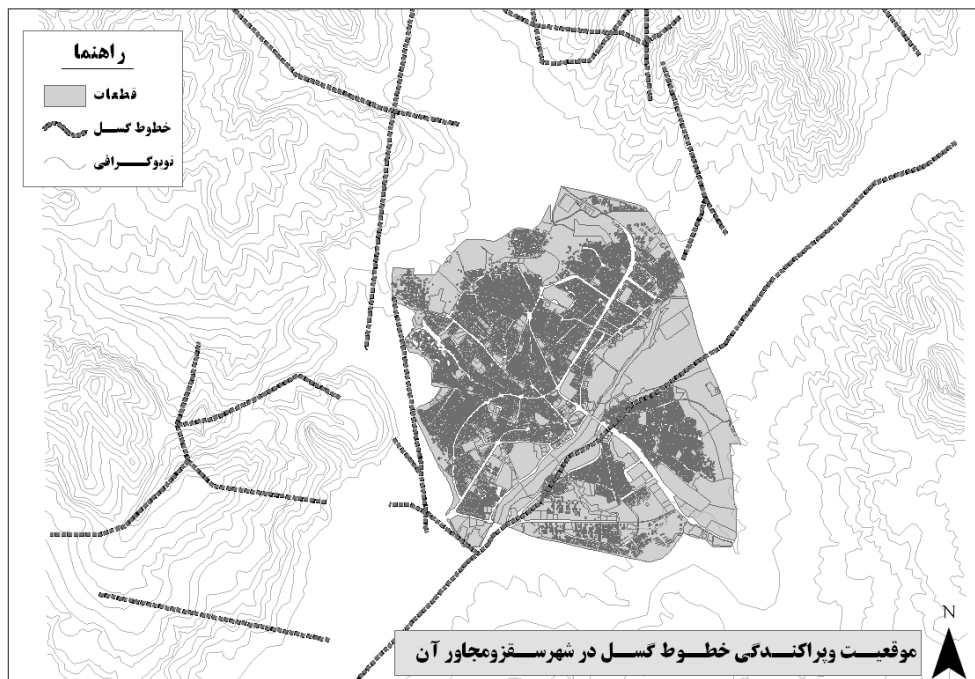 راهنما
قطعات
خطوط گسل
توپوگرافی
N
موقعیت وپراکندگی خطوط گسل در شهرسقزومجاور آن